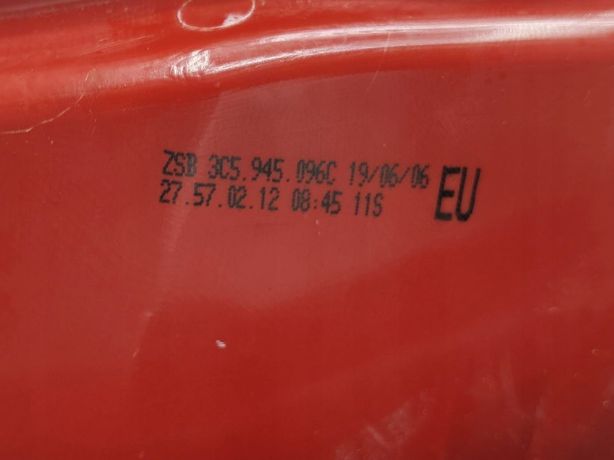 ZSB 3C5.945.096C 19/06/06
27.57.02.12 08:45 11S EU